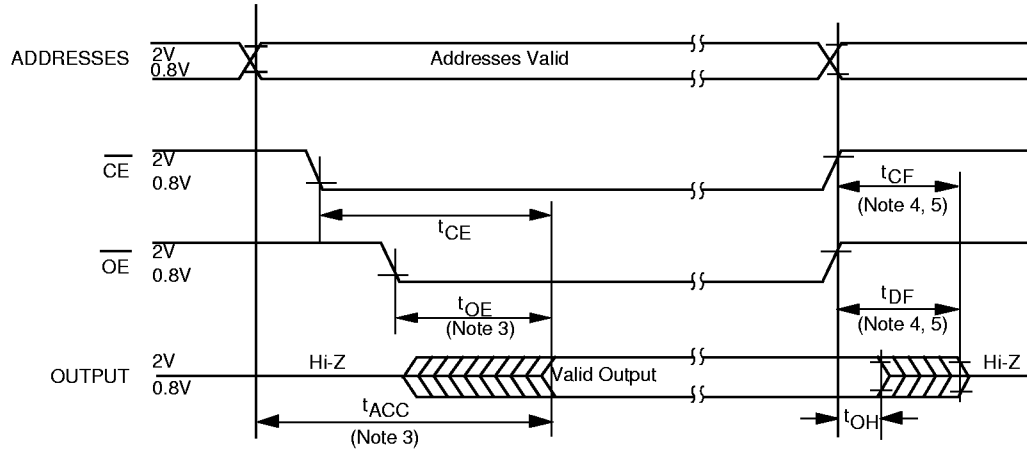 ADDRESSES
2V
0.8V
Addresses Valid
CE
2V
0.8V
tCF
(Note 4, 5)
tCE
OE
2V
0.8V
tOE
(Note 3)
tDF
(Note 4, 5)
OUTPUT
2V
0.8V
Hi-Z
Valid Output
Hi-Z
tACC
(Note 3)
tOH